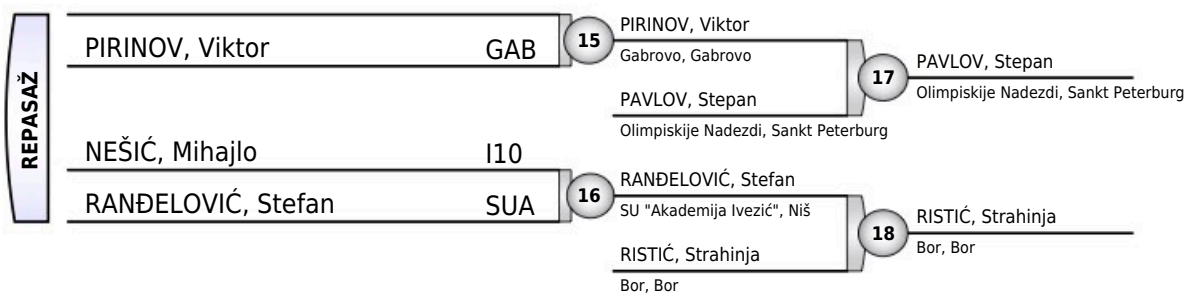 REPASAŽ
PIRINOV, Viktor GAB
NEŠIĆ, Mihajlo I10
RANĐELOVIĆ, Stefan SUA
15
PIRINOV, Viktor
Gabrovo, Gabrovo
PAVLOV, Stepan
Olimpiskije Nadezdi, Sankt Peterburg
16
RANĐELOVIĆ, Stefan
SU "Akademija Ivezić", Niš
RISTIĆ, Strahinja
Bor, Bor
17
PAVLOV, Stepan
Olimpiskije Nadezdi, Sankt Peterburg
18
RISTIĆ, Strahinja
Bor, Bor